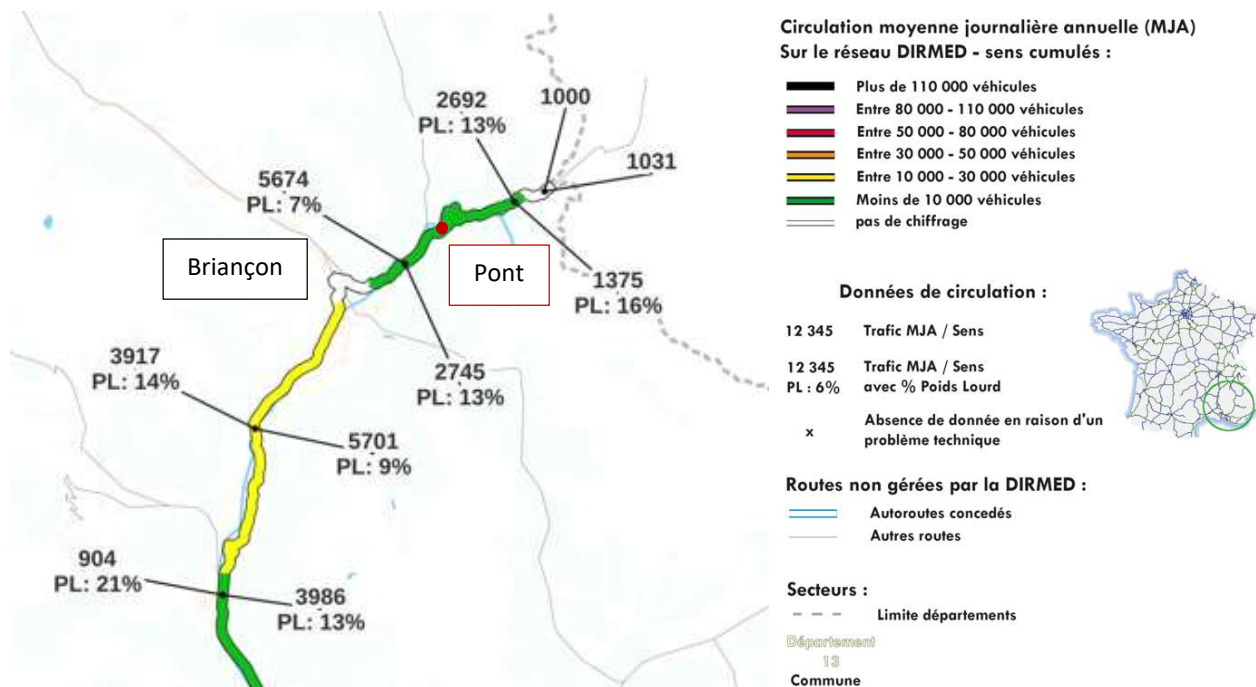 2692
PL: 13%
1000
1031
5674
PL: 7%
Briançon
Pont
1375
PL: 16%
3917
PL: 14%
2745
PL: 13%
5701
PL: 9%
904
PL: 21%
3986
PL: 13%
Circulation moyenne journalière annuelle (MJA)
Sur le réseau DIRMED - sens cumulés :
Plus de 110 000 véhicules
Entre 80 000 - 110 000 véhicules
Entre 50 000 - 80 000 véhicules
Entre 30 000 - 50 000 véhicules
Entre 10 000 - 30 000 véhicules
Moins de 10 000 véhicules
pas de chiffrage
Données de circulation :
12 345 Trafic MJA / Sens
12 345 Trafic MJA / Sens
PL : 6% avec % Poids Lourd
x Absence de donnée en raison d'un
problème technique
Routes non gérées par la DIRMED :
Autoroutes concedés
Autres routes
Secteurs :
Limite départements
Département
13
Commune